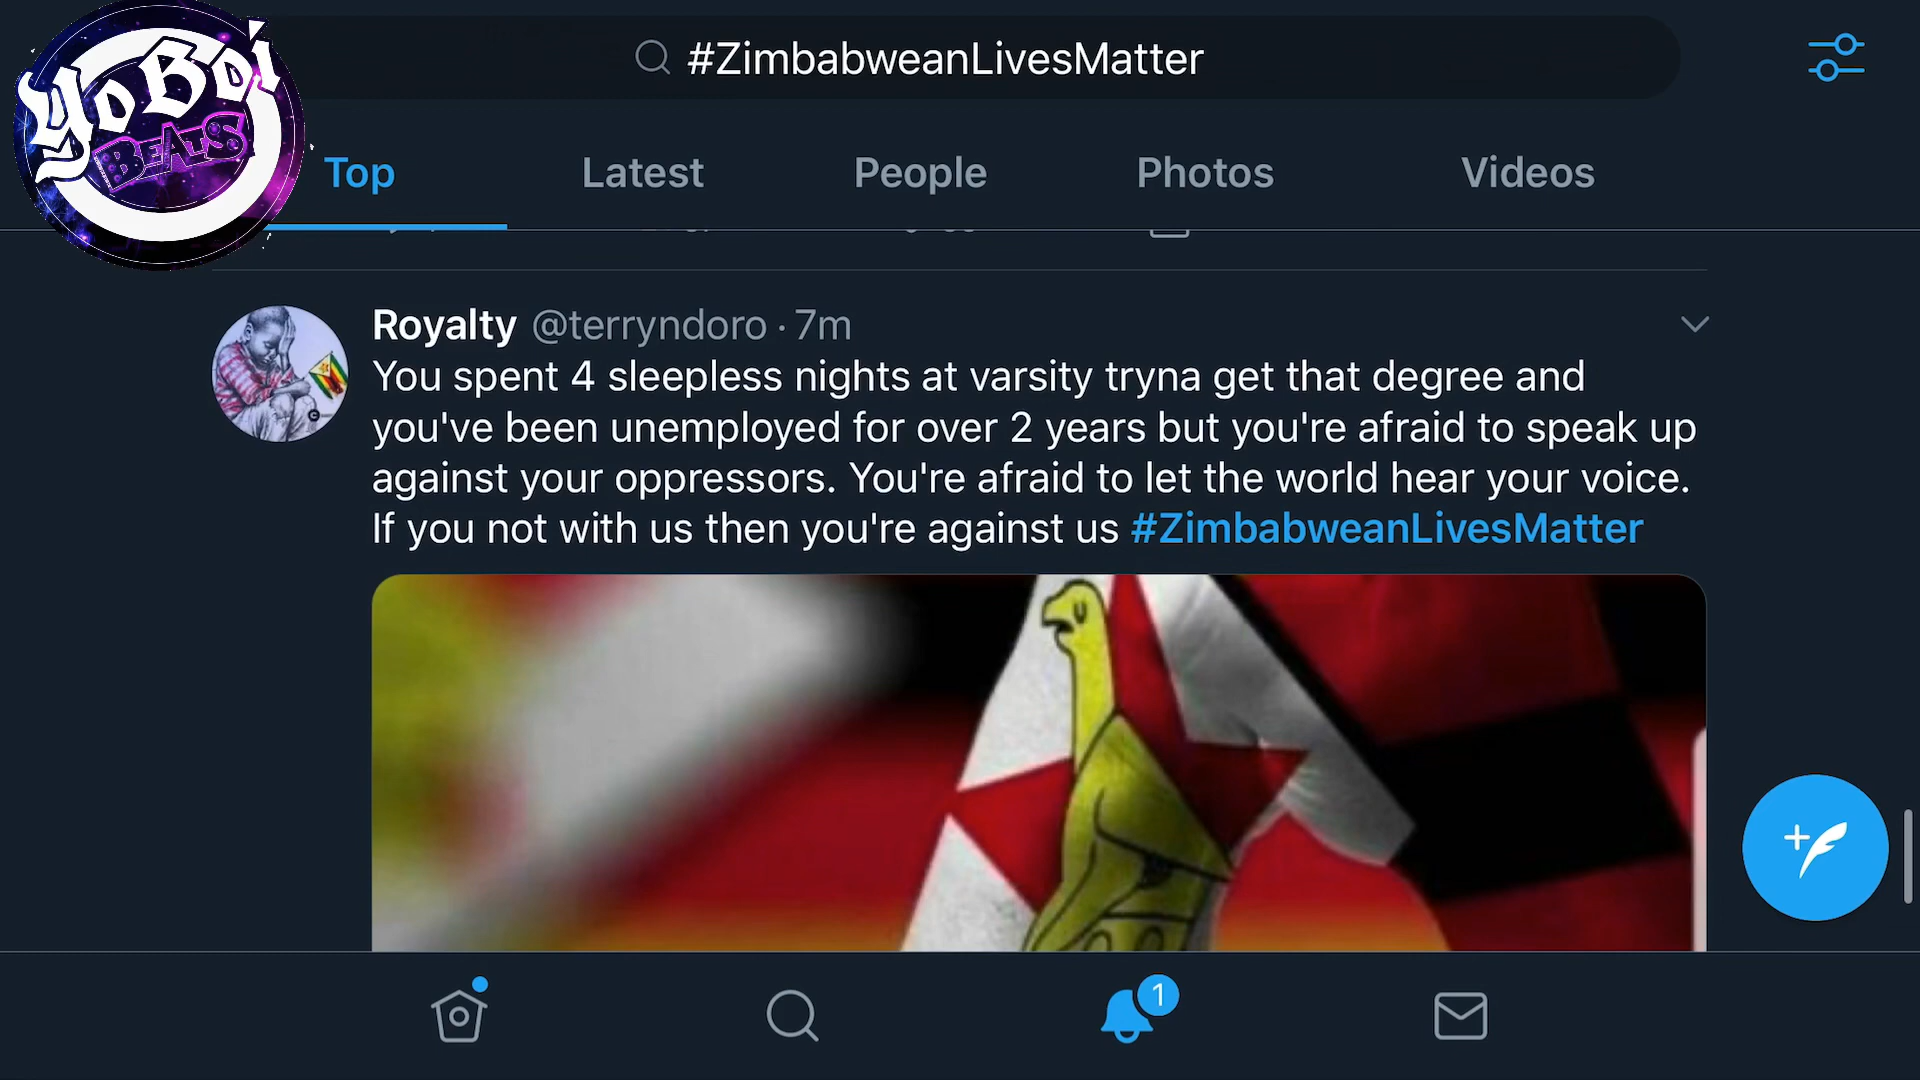 #ZimbabweanLivesMatter
YoBoi
BEATS
Top Latest People Photos Videos
Royalty @terryndoro · 7m
You spent 4 sleepless nights at varsity tryna get that degree and
you've been unemployed for over 2 years but you're afraid to speak up
against your oppressors. You're afraid to let the world hear your voice.
If you not with us then you're against us #ZimbabweanLivesMatter
1